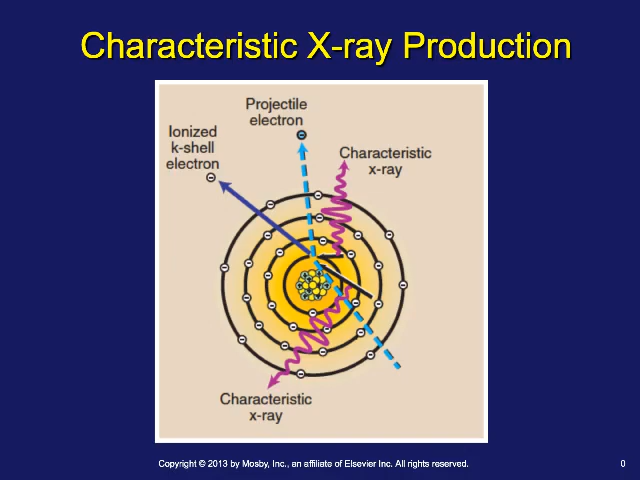 Characteristic X-ray Production
Projectile
electron
Ionized
k-shell
electron
Characteristic
x-ray
Characteristic
x-ray
Copyright © 2013 by Mosby, Inc., an affiliate of Elsevier Inc. All rights reserved.
0